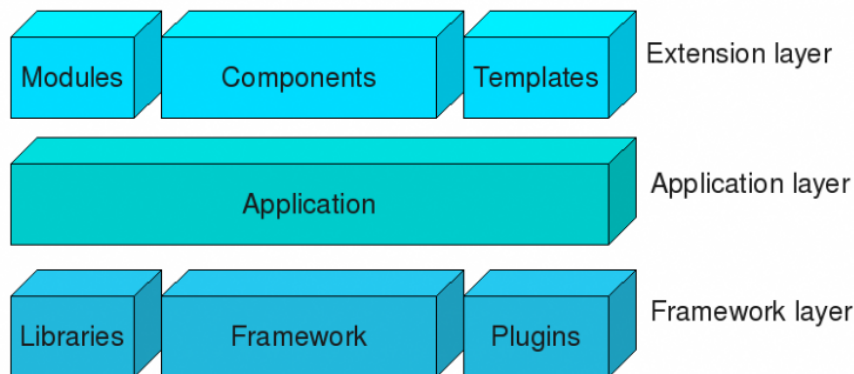 Modules
Components
Templates
Extension layer
Application
Application layer
Libraries
Framework
Plugins
Framework layer